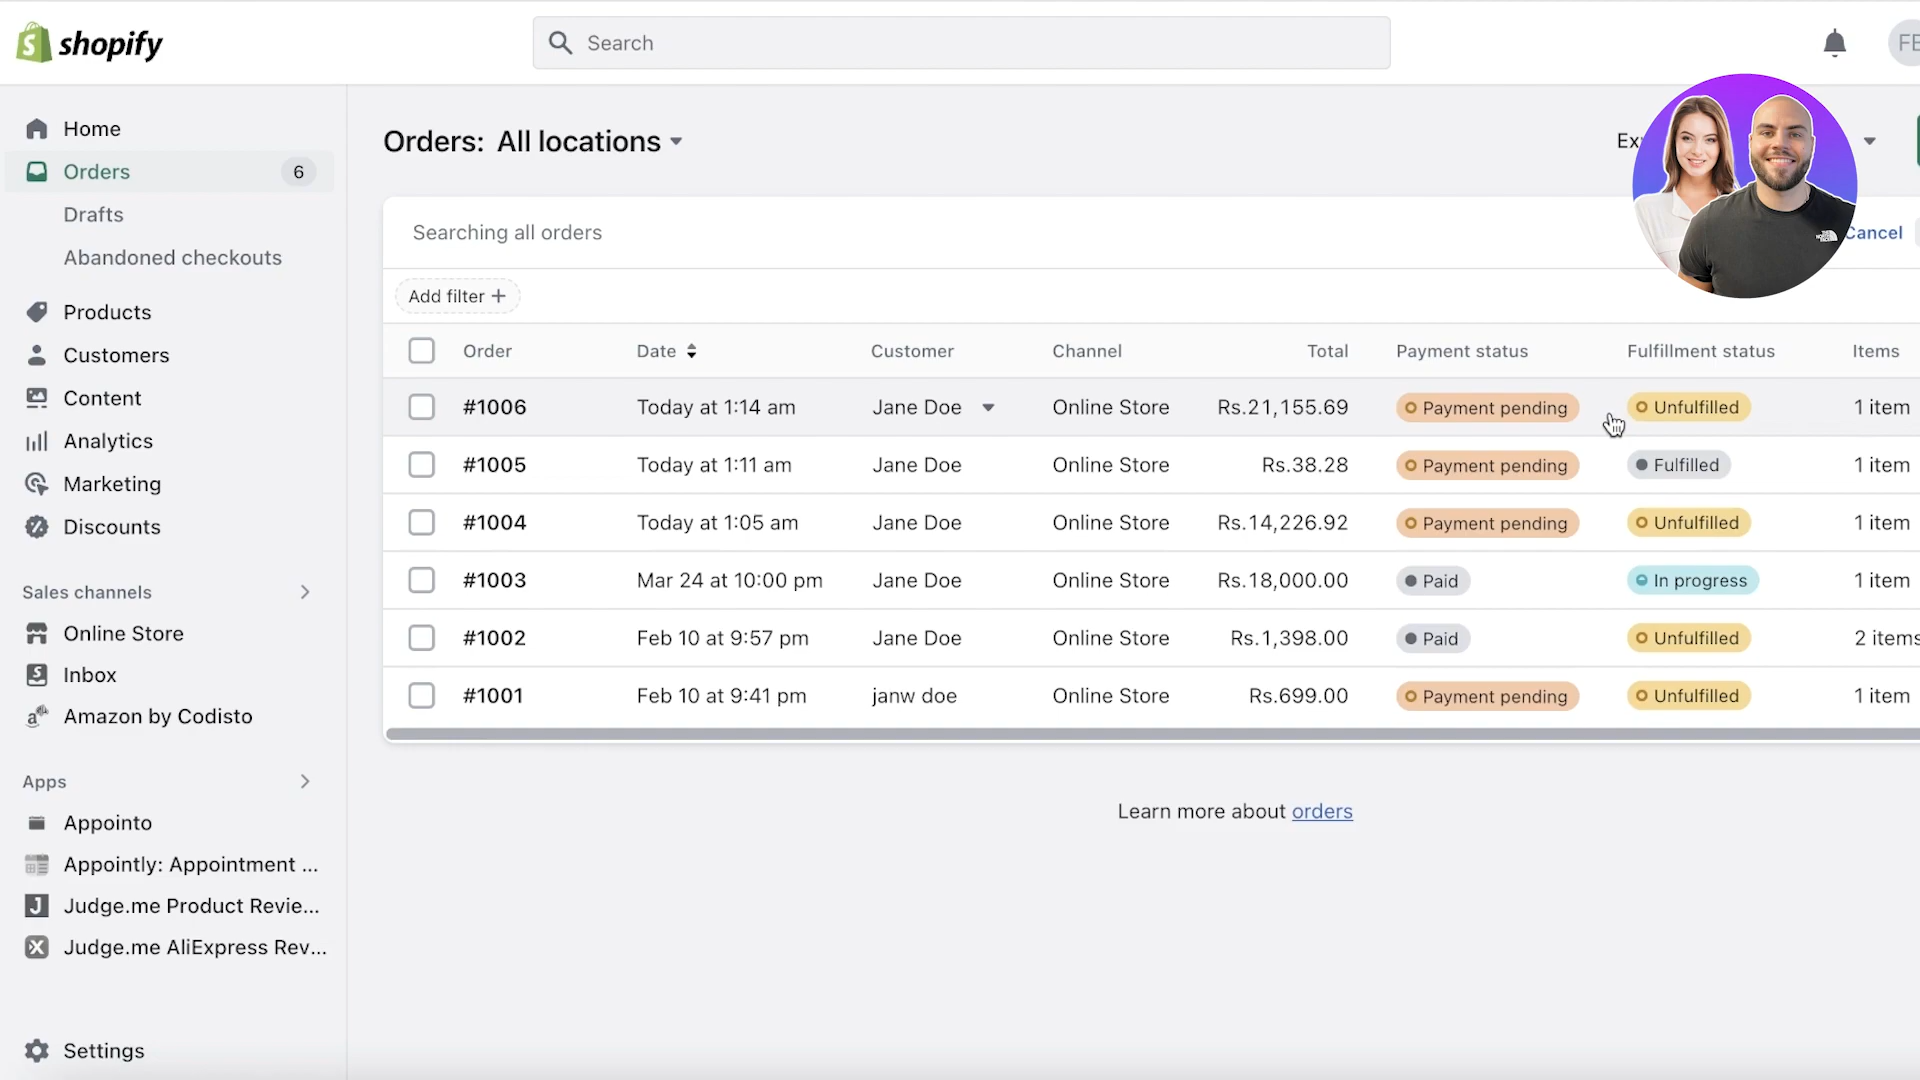 shopify
Search
FE
Home
Orders 6
Drafts
Abandoned checkouts
Products
Customers
Content
Analytics
Marketing
Discounts
Sales channels
Online Store
Inbox
Amazon by Codisto
Apps
Appointo
Appointly: Appointment ...
Judge.me Product Revie...
Judge.me AliExpress Rev...
Settings
Orders: All locations
Ex
Searching all orders
Cancel
Add filter +
Order Date Customer Channel Total Payment status Fulfillment status Items
#1006 Today at 1:14 am Jane Doe Online Store Rs.21,155.69 Payment pending Unfulfilled 1 item
#1005 Today at 1:11 am Jane Doe Online Store Rs.38.28 Payment pending Fulfilled 1 item
#1004 Today at 1:05 am Jane Doe Online Store Rs.14,226.92 Payment pending Unfulfilled 1 item
#1003 Mar 24 at 10:00 pm Jane Doe Online Store Rs.18,000.00 Paid In progress 1 item
#1002 Feb 10 at 9:57 pm Jane Doe Online Store Rs.1,398.00 Paid Unfulfilled 2 items
#1001 Feb 10 at 9:41 pm janw doe Online Store Rs.699.00 Payment pending Unfulfilled 1 item
Learn more about orders